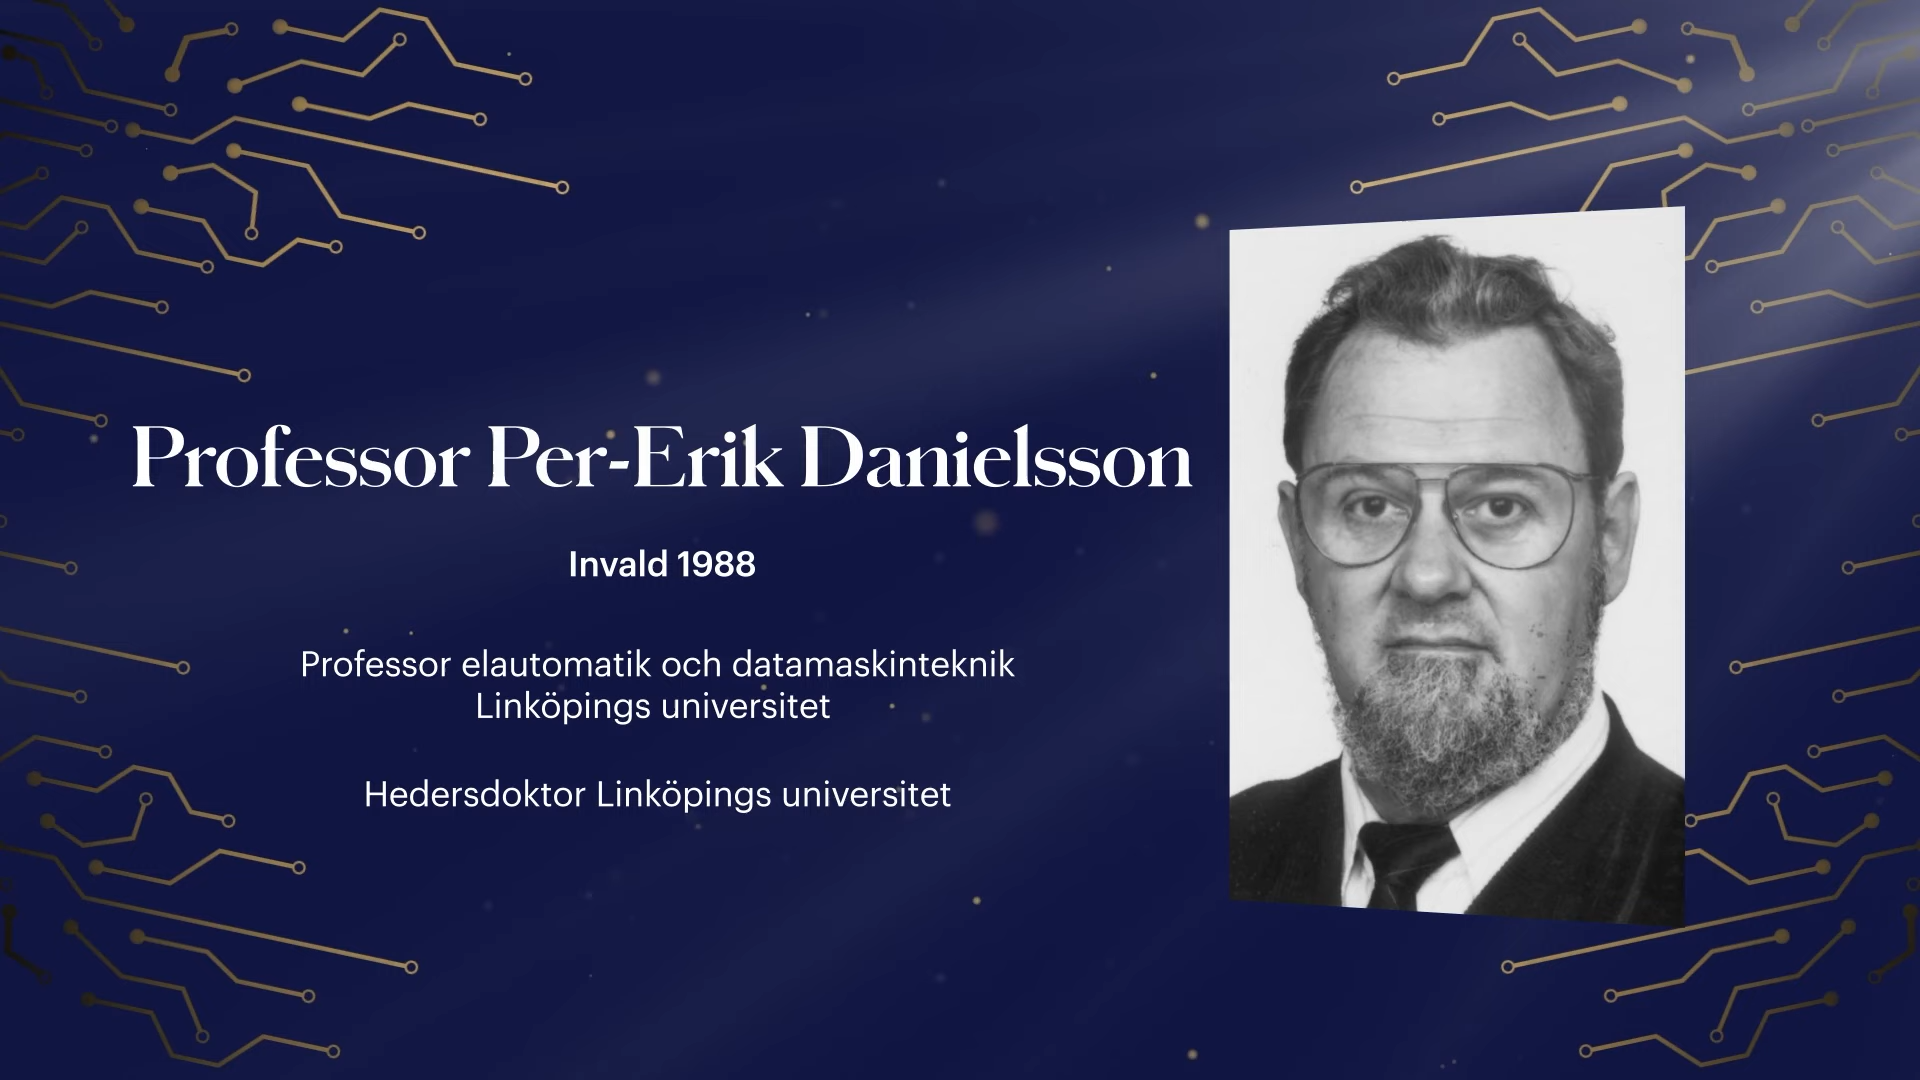 Professor Per-Erik Danielsson
Invald 1988
Professor elautomatik och datamaskinteknik
Linköpings universitet
Hedersdoktor Linköpings universitet